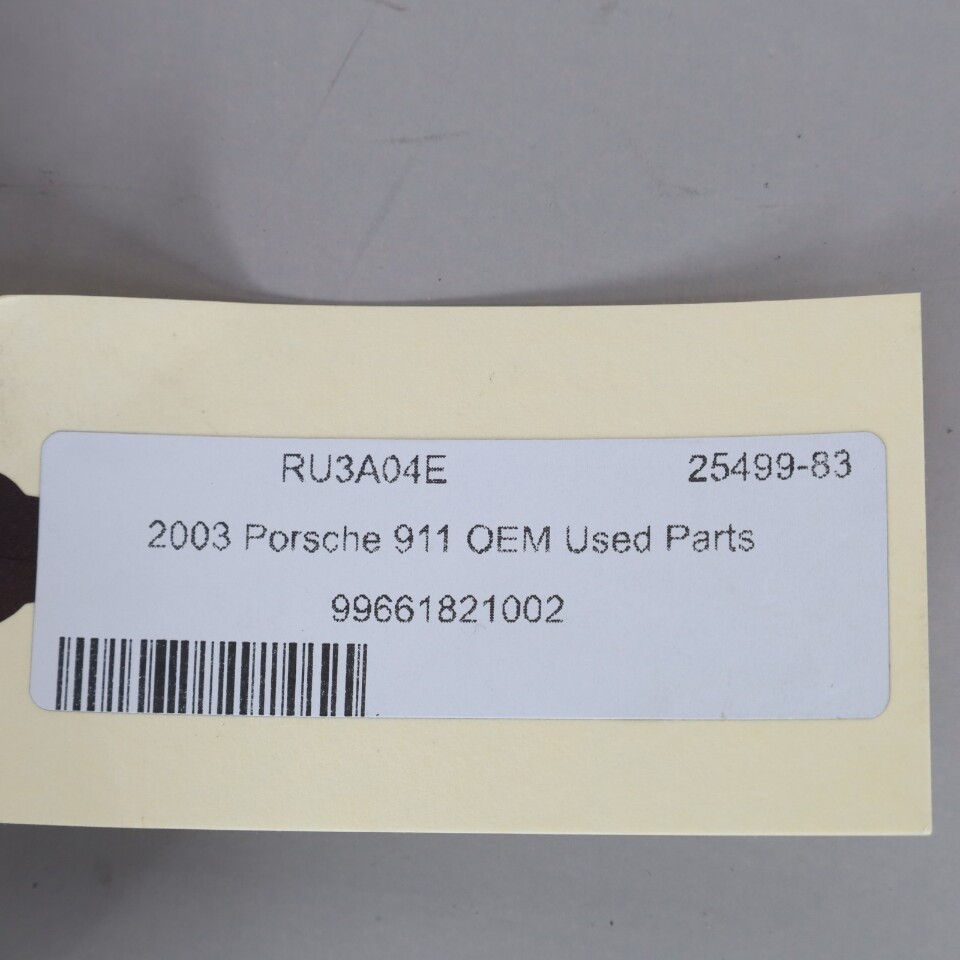 RU3A04E 25499-83
2003 Porsche 911 OEM Used Parts
99661821002